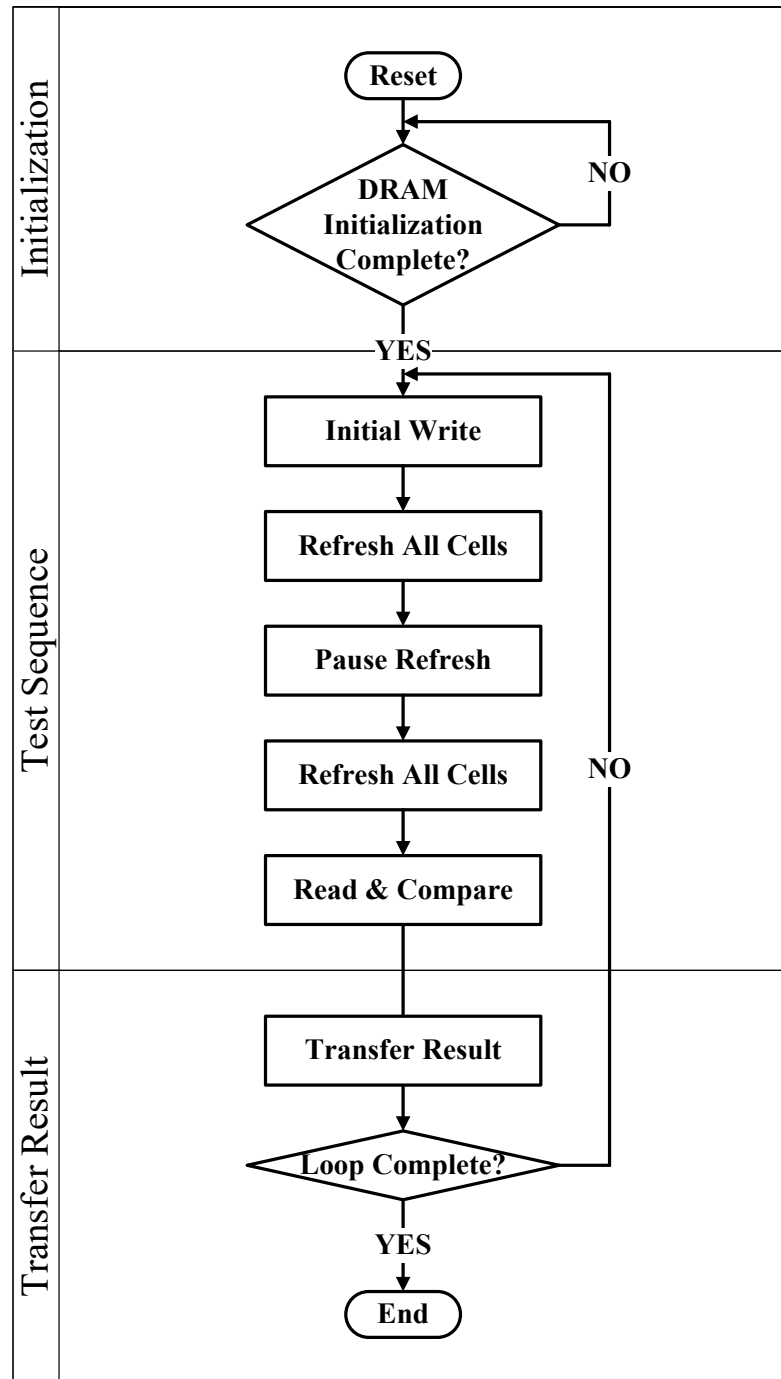 Initialization
Reset
NO
DRAM
Initialization
Complete?
YES
Test Sequence
Initial Write
Refresh All Cells
Pause Refresh
Refresh All Cells
NO
Read & Compare
Transfer Result
Transfer Result
Loop Complete?
YES
End